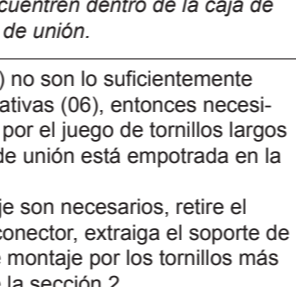 cuentren dentro de la caja de
de unión.
) no son lo suficientemente
ativas (06), entonces necesi-
por el juego de tornillos largos
de unión está empotrada en la
je son necesarios, retire el
conector, extraiga el soporte de
montaje por los tornillos más
la sección 2